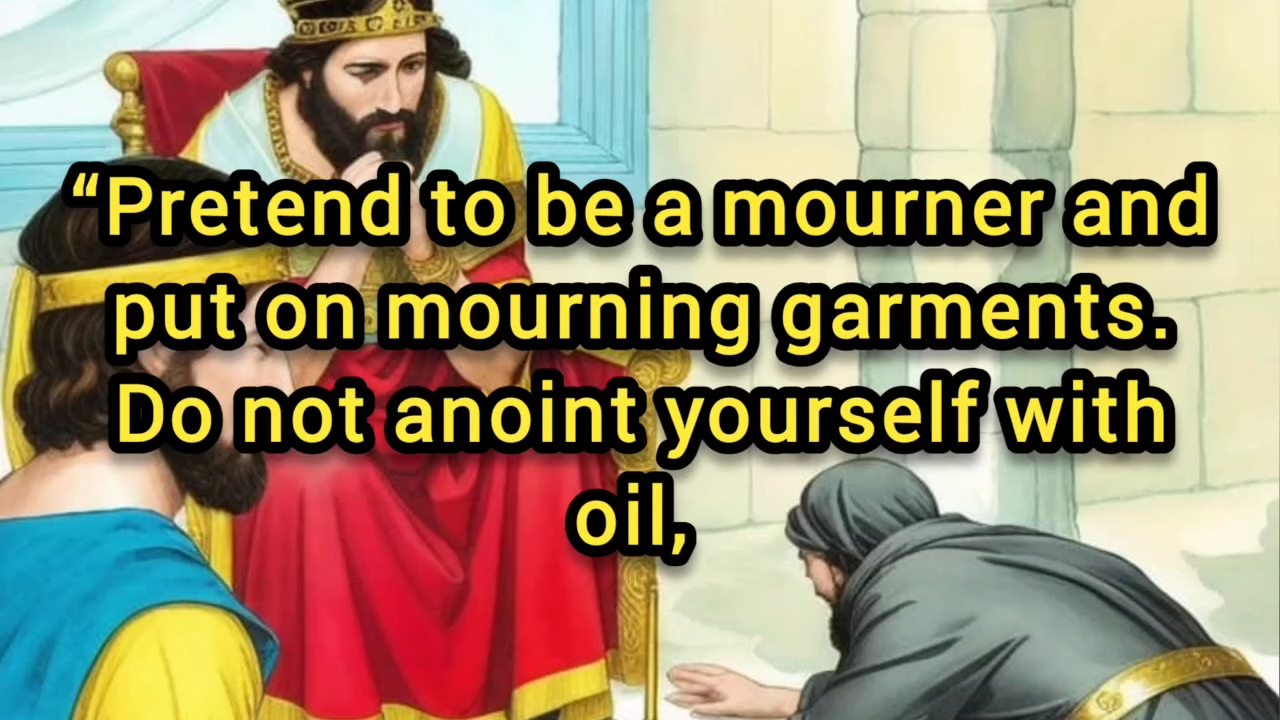 “Pretend to be a mourner and
put on mourning garments.
Do not anoint yourself with
oil,